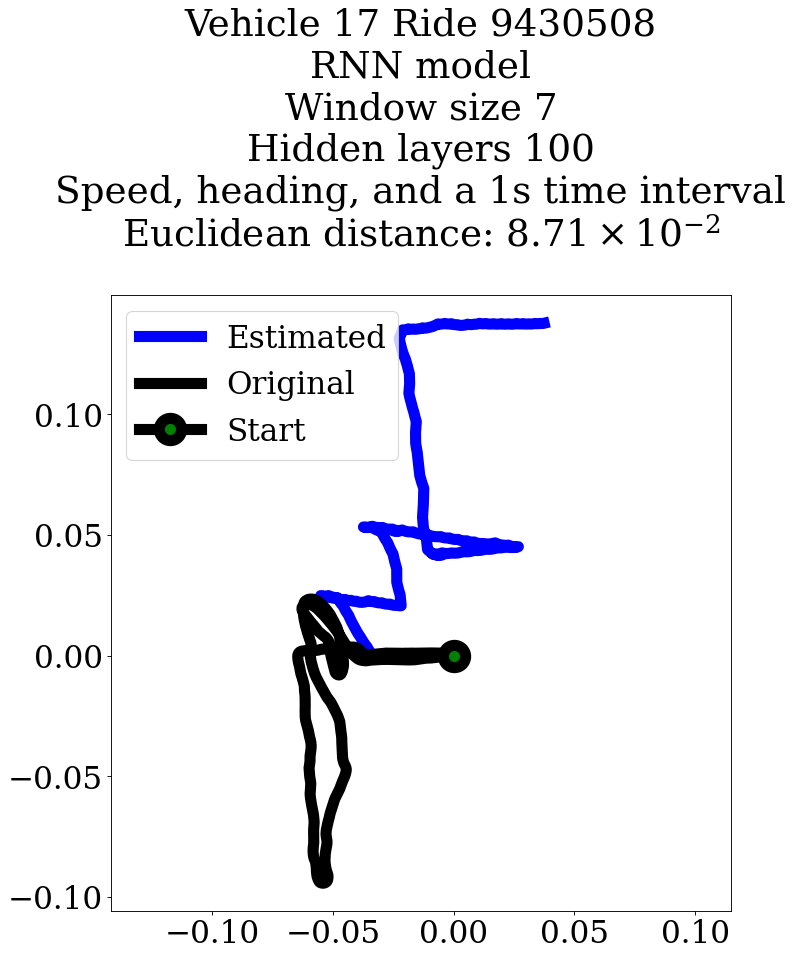 Vehicle 17 Ride 9430508
RNN model
Window size 7
Hidden layers 100
Speed, heading, and a 1s time interval
Euclidean distance: 8.71 × 10⁻²
Estimated
Original
Start
0.10
0.05
0.00
−0.05
−0.10
−0.10 −0.05 0.00 0.05 0.10